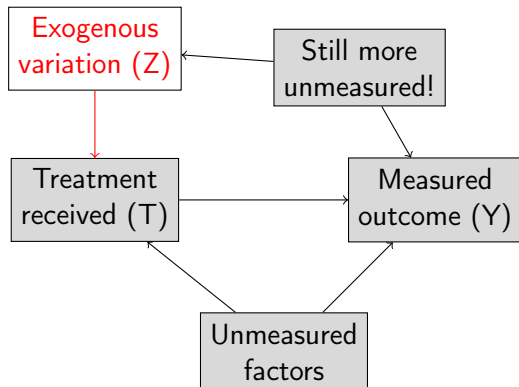 Exogenous
variation (Z)
Still more
unmeasured!
Treatment
received (T)
Measured
outcome (Y)
Unmeasured
factors